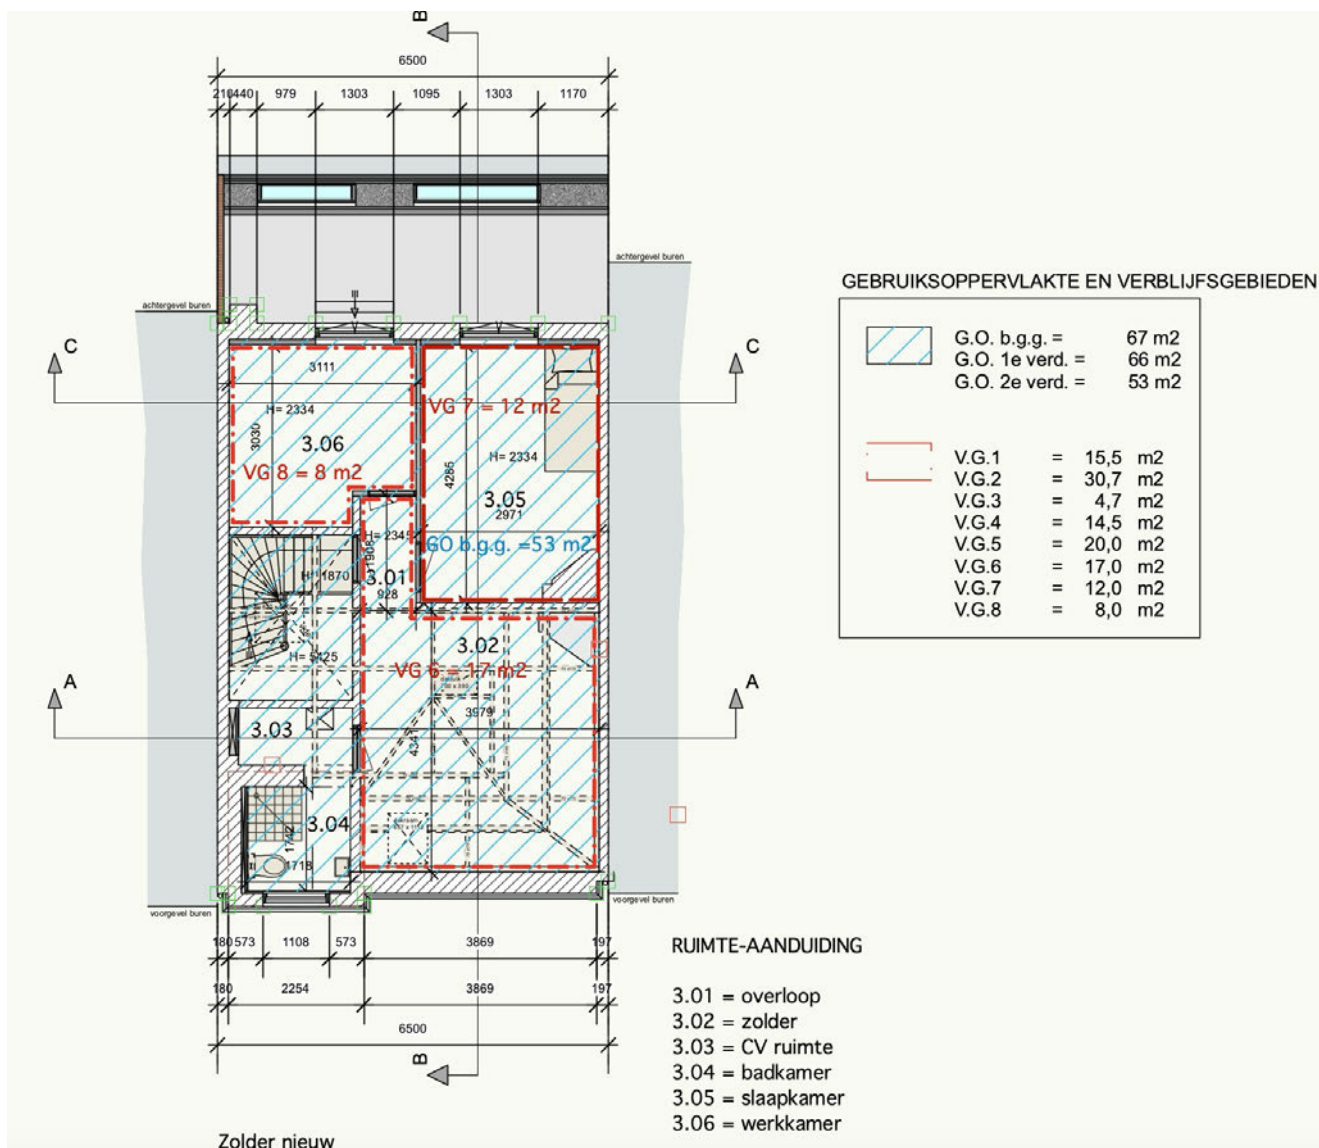 B
6500
210 440 979 1303 1095 1303 1170
achtergevel buren
achtergevel buren
GEBRUIKSOPPERVLAKTE EN VERBLIJFSGEBIEDEN
G.O. b.g.g. = 67 m2
G.O. 1e verd. = 66 m2
G.O. 2e verd. = 53 m2
V.G.1 = 15,5 m2
V.G.2 = 30,7 m2
V.G.3 = 4,7 m2
V.G.4 = 14,5 m2
V.G.5 = 20,0 m2
V.G.6 = 17,0 m2
V.G.7 = 12,0 m2
V.G.8 = 8,0 m2
C
C
3111
H= 2334
3030
3.06
VG 8 = 8 m2
VG 7 = 12 m2
H= 2334
4286
3.05
2971
GO b.g.g. =53 m2
H= 2345
1908
3.01
928
H= 1870
H= 5425
3.02
VG 6 = 17 m2
3979
4341
A
A
3.03
3.04
1742
1718
voorgevel buren
voorgevel buren
180 573 1108 573 3869 197
180 2254 3869 197
6500
B
RUIMTE-AANDUIDING
3.01 = overloop
3.02 = zolder
3.03 = CV ruimte
3.04 = badkamer
3.05 = slaapkamer
3.06 = werkkamer
Zolder nieuw